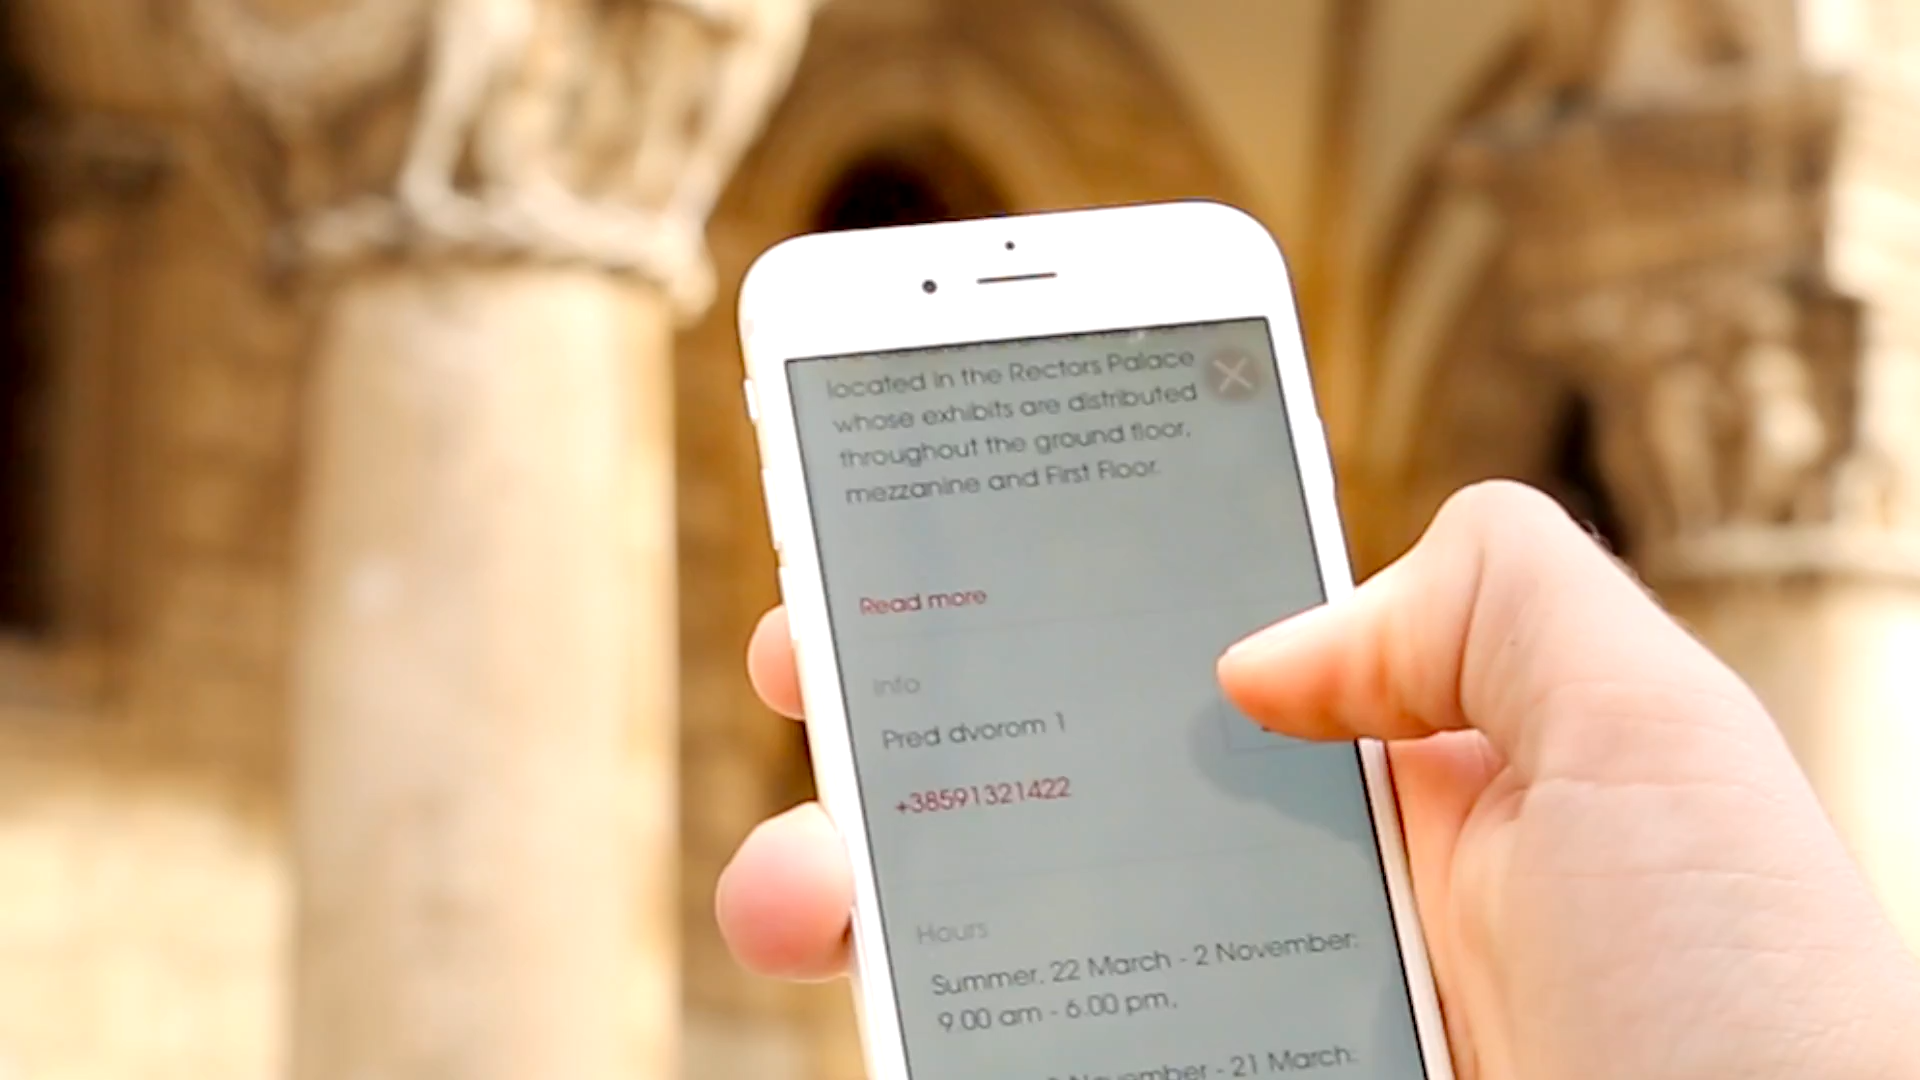 located in the Rectors Palace
whose exhibits are distributed
throughout the ground floor,
mezzanine and First Floor.
Read more
Info
Pred dvorom 1
+38591321422
Hours
Summer, 22 March - 2 November:
9.00 am - 6.00 pm,
November - 21 March: